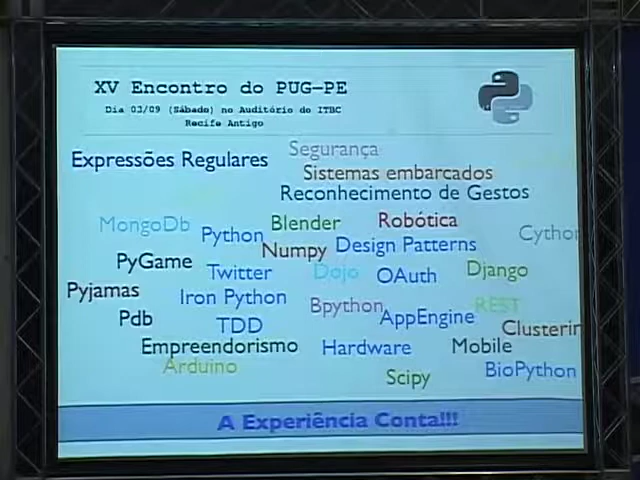 XV Encontro do PUG-PE
Dia 03/09 (Sábado) no Auditório do ITBC
Recife Antigo
Segurança
Expressões Regulares
Sistemas embarcados
Reconhecimento de Gestos
MongoDb Python Blender Robótica Cython
Numpy Design Patterns
PyGame Twitter Dojo OAuth Django
Pyjamas Iron Python Bpython REST
Pdb TDD AppEngine Clusterin
Empreendorismo Hardware Mobile
Arduino Scipy BioPython
A Experiência Conta!!!